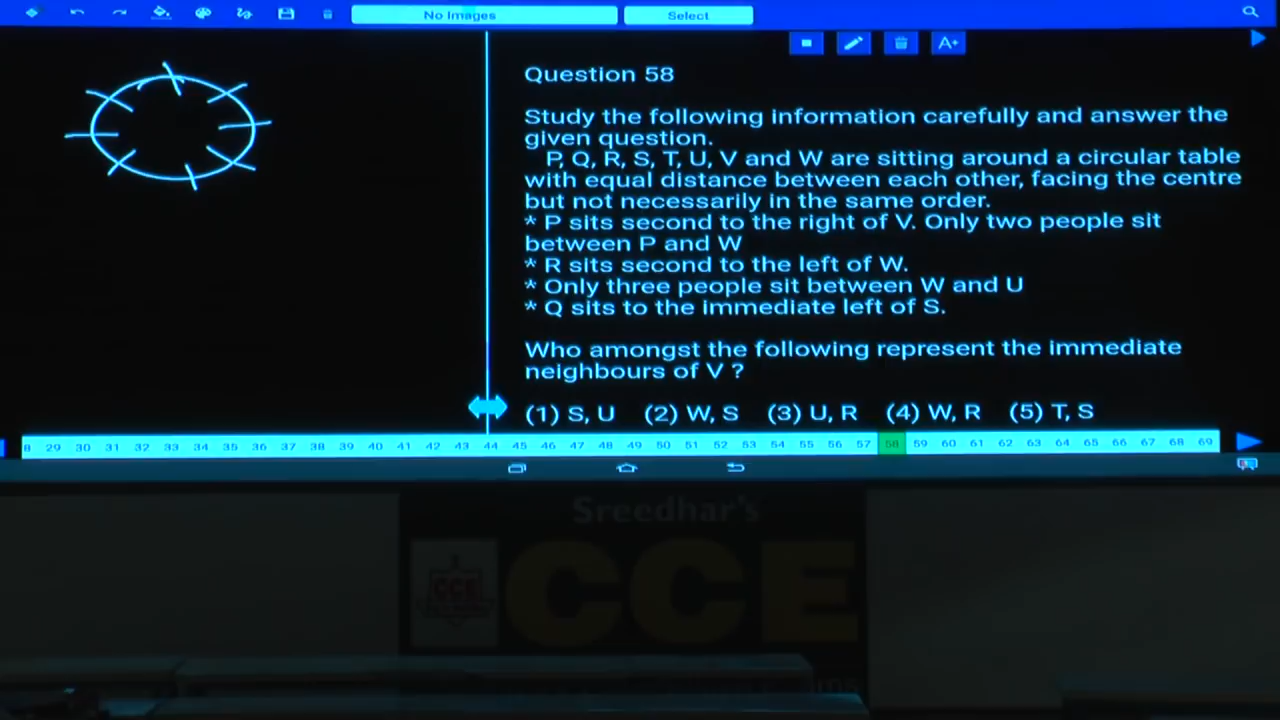 No Images
Select
A+
Question 58
Study the following information carefully and answer the
given question.
P, Q, R, S, T, U, V and W are sitting around a circular table
with equal distance between each other, facing the centre
but not necessarily in the same order.
* P sits second to the right of V. Only two people sit
between P and W
* R sits second to the left of W.
* Only three people sit between W and U
* Q sits to the immediate left of S.
Who amongst the following represent the immediate
neighbours of V ?
(1) S, U (2) W, S (3) U, R (4) W, R (5) T, S
8 29 30 31 32 33 34 35 36 37 38 39 40 41 42 43 44 45 46 47 48 49 50 51 52 53 54 55 56 57 58 59 60 61 62 63 64 65 66 67 68 69
Sreedhar's
CCE
CCE